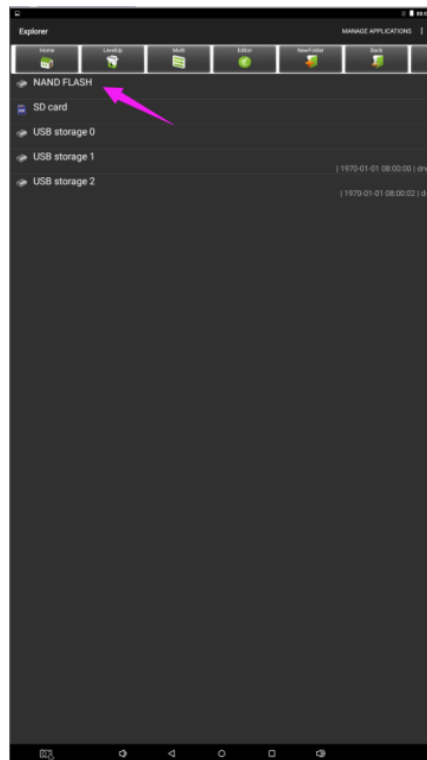 Explorer
MANAGE APPLICATIONS
Home LevelUp Multi Editor NewFolder Back
NAND FLASH
SD card
USB storage 0
USB storage 1
| 1970-01-01 08:00:00 | drw
USB storage 2
| 1970-01-01 08:00:02 | d